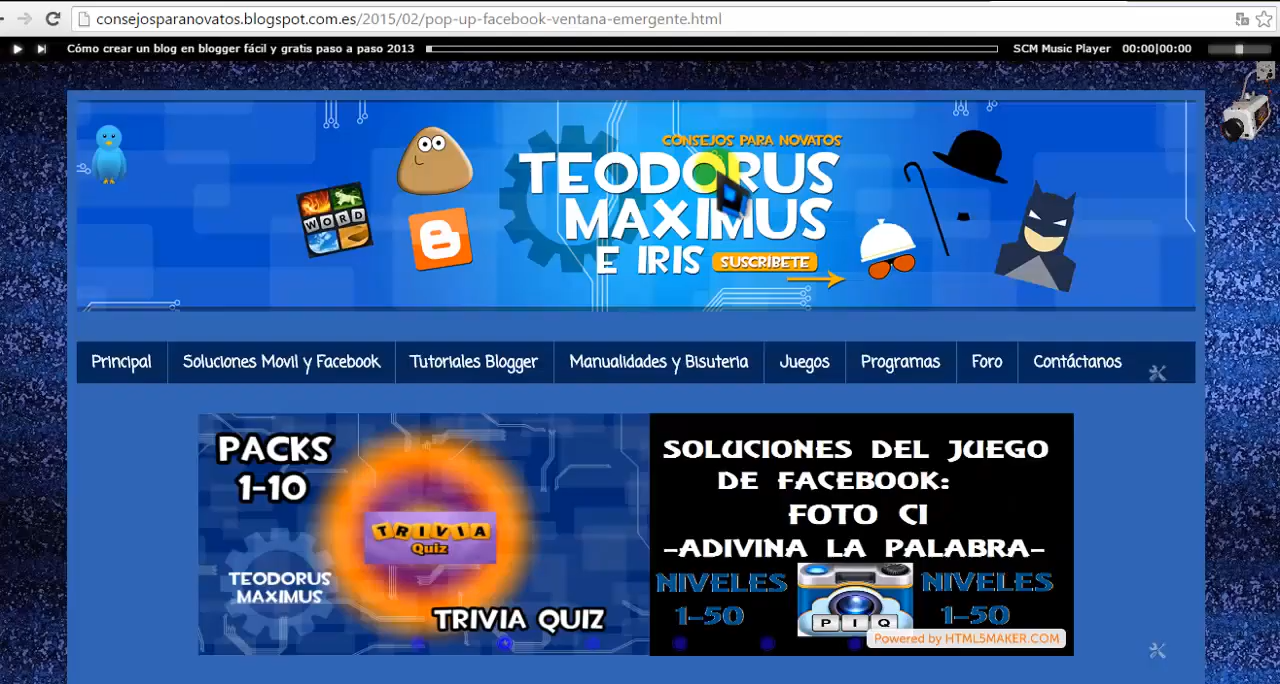 consejosparanovatos.blogspot.com.es/2015/02/pop-up-facebook-ventana-emergente.html
Cómo crear un blog en blogger fácil y gratis paso a paso 2013 SCM Music Player 00:00|00:00
CONSEJOS PARA NOVATOS
TEODORUS
MAXIMUS
E IRIS SUSCRIBETE
WORD
Principal Soluciones Movil y Facebook Tutoriales Blogger Manualidades y Bisuteria Juegos Programas Foro Contáctanos
PACKS
1-10
TRIVIA
Quiz
TEODORUS
MAXIMUS
TRIVIA QUIZ
SOLUCIONES DEL JUEGO
DE FACEBOOK:
FOTO CI
-ADIVINA LA PALABRA-
NIVELES NIVELES
1-50 1-50
P I Q
Powered by HTML5MAKER.COM